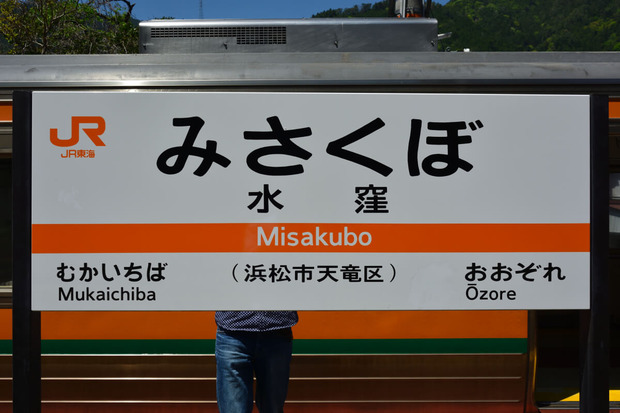 JR
JR東海
みさくぼ
水窪
Misakubo
むかいちば
Mukaichiba
(浜松市天竜区)
おおぞれ
Ōzore